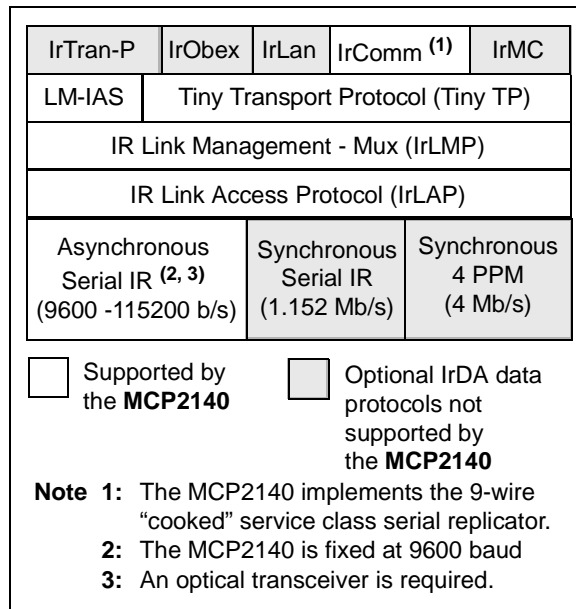 IrTran-P IrObex IrLan IrComm (1) IrMC
LM-IAS Tiny Transport Protocol (Tiny TP)
IR Link Management - Mux (IrLMP)
IR Link Access Protocol (IrLAP)
Asynchronous
Serial IR (2, 3)
(9600 -115200 b/s)
Synchronous
Serial IR
(1.152 Mb/s)
Synchronous
4 PPM
(4 Mb/s)
Supported by
the MCP2140
Optional IrDA data
protocols not
supported by
the MCP2140
Note 1: The MCP2140 implements the 9-wire
“cooked” service class serial replicator.
2: The MCP2140 is fixed at 9600 baud
3: An optical transceiver is required.